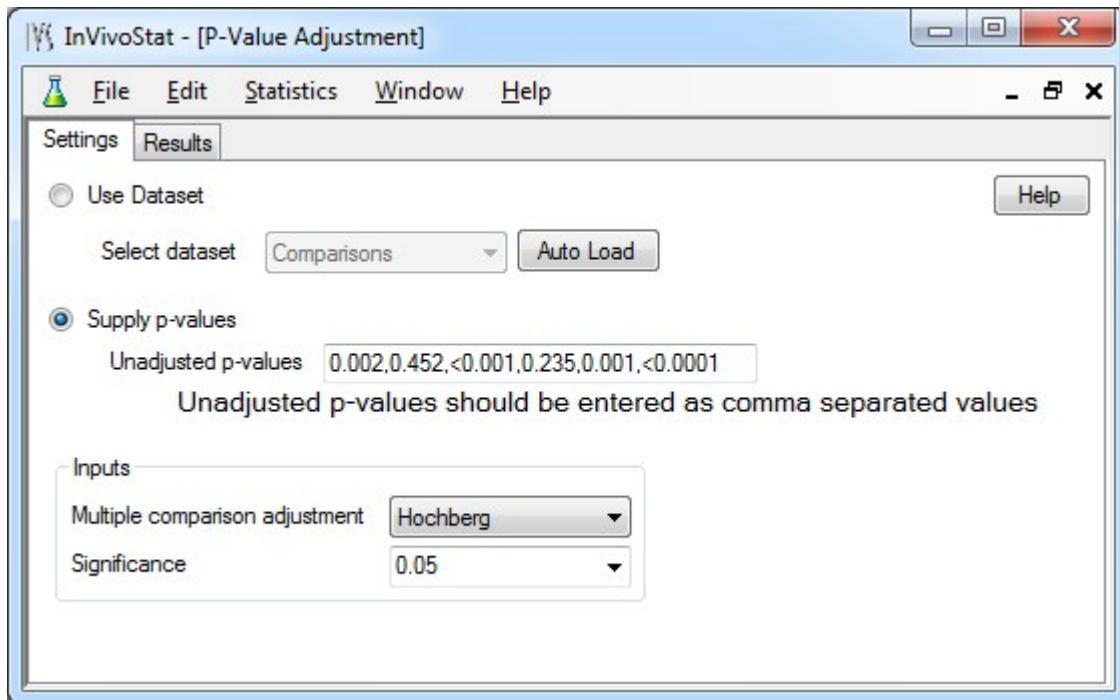 InVivoStat - [P-Value Adjustment]
File Edit Statistics Window Help
Settings Results
Use Dataset Help
Select dataset Comparisons Auto Load
Supply p-values
Unadjusted p-values 0.002,0.452,<0.001,0.235,0.001,<0.0001
Unadjusted p-values should be entered as comma separated values
Inputs
Multiple comparison adjustment Hochberg
Significance 0.05